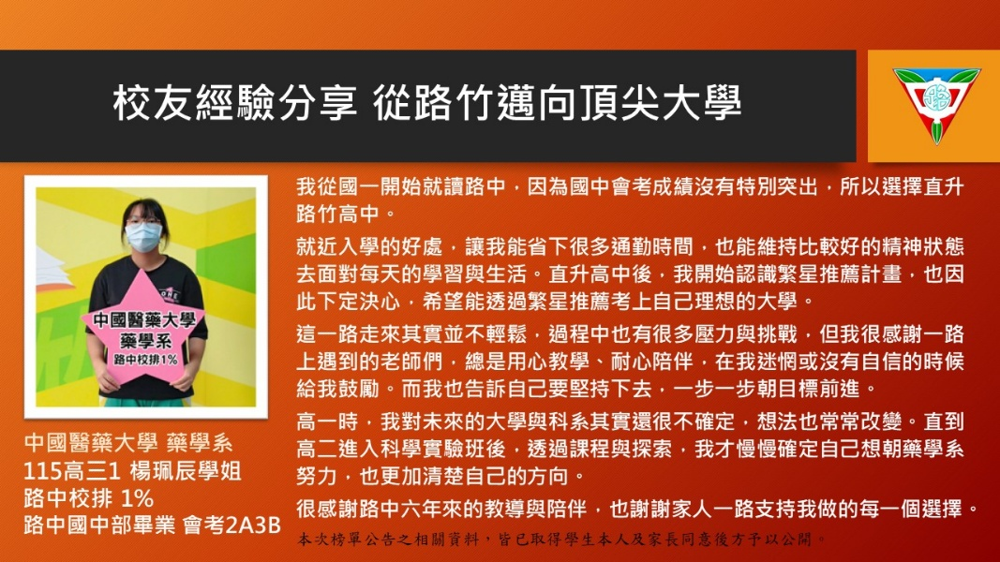 校友經驗分享 從路竹邁向頂尖大學
我從國一開始就讀路中，因為國中會考成績沒有特別突出，所以選擇直升
路竹高中。
就近入學的好處，讓我能省下很多通勤時間，也能維持比較好的精神狀態
去面對每天的學習與生活。直升高中後，我開始認識繁星推薦計畫，也因
此下定決心，希望能透過繁星推薦考上自己理想的大學。
這一路走來其實並不輕鬆，過程中也有很多壓力與挑戰，但我很感謝一路
上遇到的老師們，總是用心教學、耐心陪伴，在我迷惘或沒有自信的時候
給我鼓勵。而我也告訴自己要堅持下去，一步一步朝目標前進。
高一時，我對未來的大學與科系其實還很不確定，想法也常常改變。直到
高二進入科學實驗班後，透過課程與探索，我才慢慢確定自己想朝藥學系
努力，也更加清楚自己的方向。
很感謝路中六年來的教導與陪伴，也謝謝家人一路支持我做的每一個選擇。
本次榜單公告之相關資料，皆已取得學生本人及家長同意後方予以公開。
中國醫藥大學
藥學系
路中校排1%
中國醫藥大學 藥學系
115高三1 楊珮辰學姐
路中校排 1%
路中國中部畢業 會考2A3B